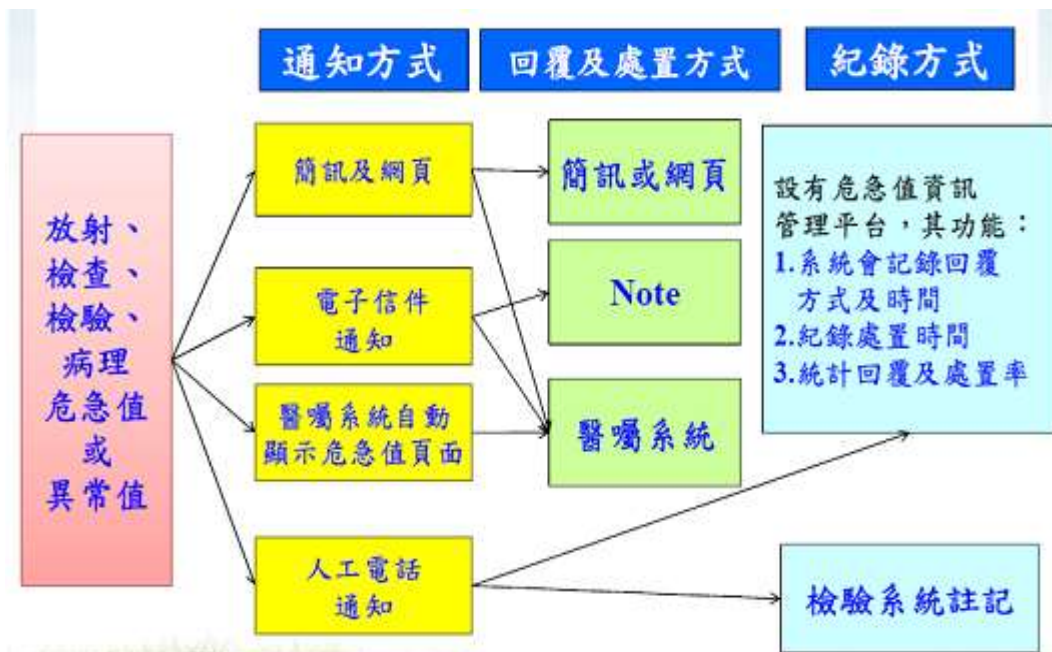 通知方式
回覆及處置方式
紀錄方式
放射、
檢查、
檢驗、
病理
危急值
或
異常值
簡訊及網頁
電子信件
通知
醫囑系統自動
顯示危急值頁面
人工電話
通知
簡訊或網頁
Note
醫囑系統
設有危急值資訊
管理平台，其功能：
1.系統會記錄回覆
方式及時間
2.紀錄處置時間
3.統計回覆及處置率
檢驗系統註記